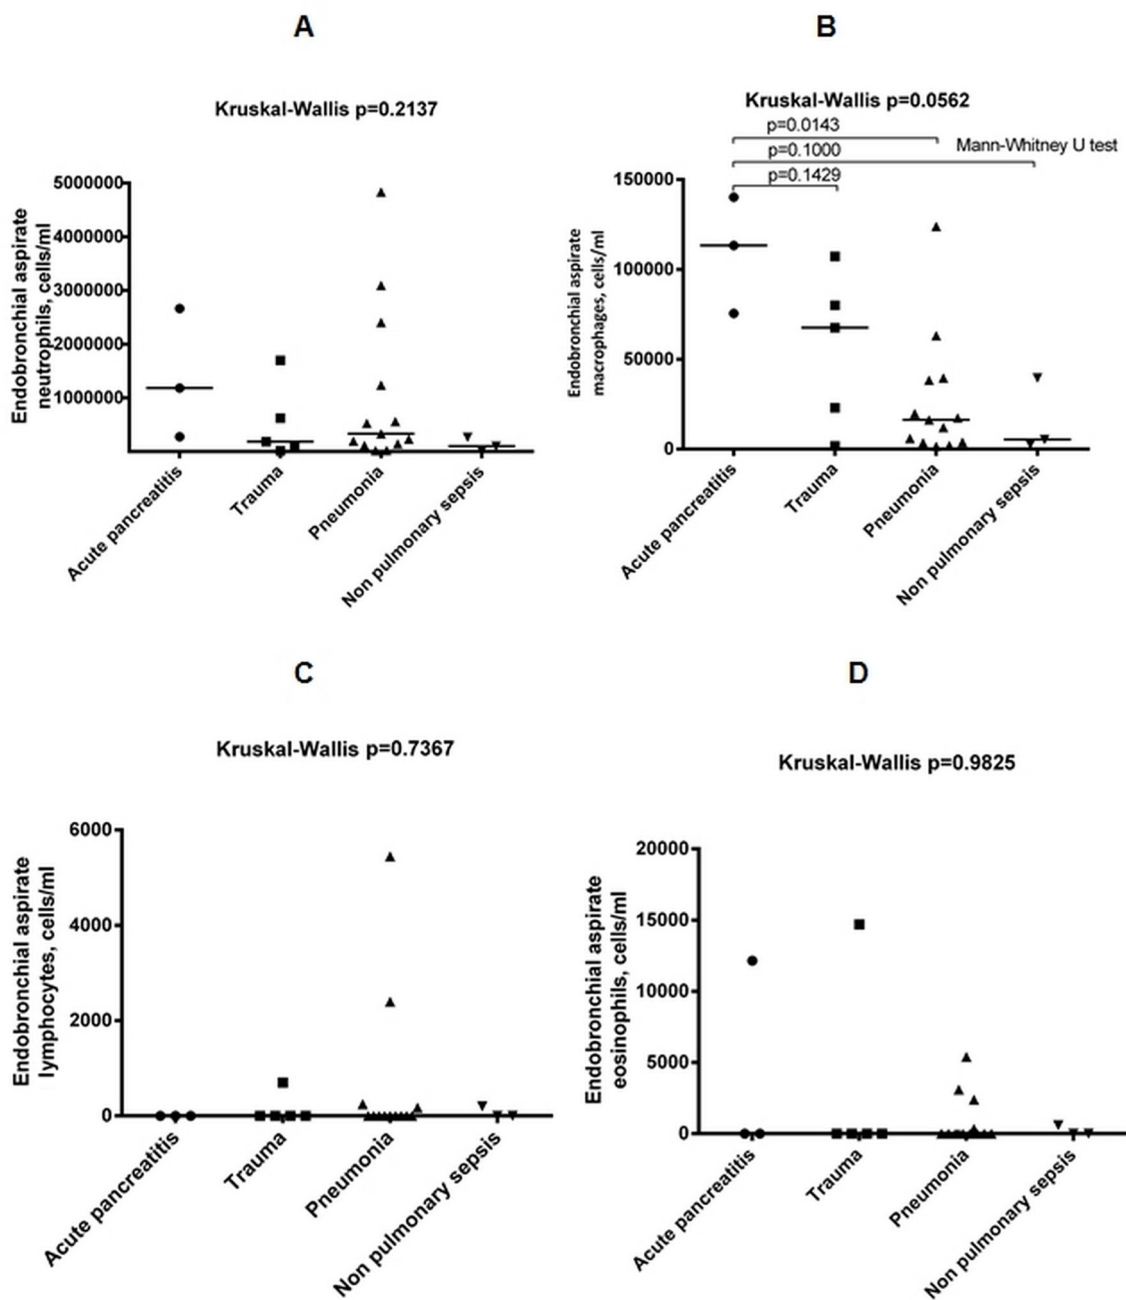 A
Kruskal-Wallis p=0.2137
Endobronchial aspirate
neutrophils, cells/ml
5000000
4000000
3000000
2000000
1000000
Acute pancreatitis
Trauma
Pneumonia
Non pulmonary sepsis
B
Kruskal-Wallis p=0.0562
p=0.0143
Mann-Whitney U test
p=0.1000
p=0.1429
Endobronchial aspirate
macrophages, cells/ml
150000
100000
50000
0
Acute pancreatitis
Trauma
Pneumonia
Non pulmonary sepsis
C
Kruskal-Wallis p=0.7367
Endobronchial aspirate
lymphocytes, cells/ml
6000
4000
2000
0
Acute pancreatitis
Trauma
Pneumonia
Non pulmonary sepsis
D
Kruskal-Wallis p=0.9825
Endobronchial aspirate
eosinophils, cells/ml
20000
15000
10000
5000
0
Acute pancreatitis
Trauma
Pneumonia
Non pulmonary sepsis